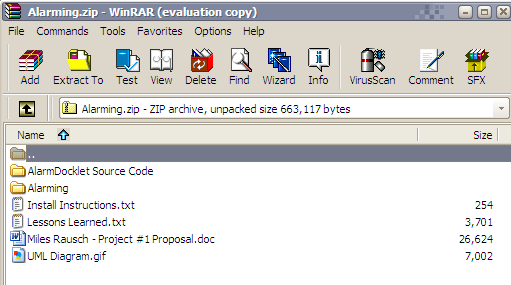 Alarming.zip - WinRAR (evaluation copy)
File Commands Tools Favorites Options Help
Add Extract To Test View Delete Find Wizard Info VirusScan Comment SFX
Alarming.zip - ZIP archive, unpacked size 663,117 bytes
Name Size
..
AlarmDocklet Source Code
Alarming
Install Instructions.txt 254
Lessons Learned.txt 3,701
Miles Rausch - Project #1 Proposal.doc 26,624
UML Diagram.gif 7,002